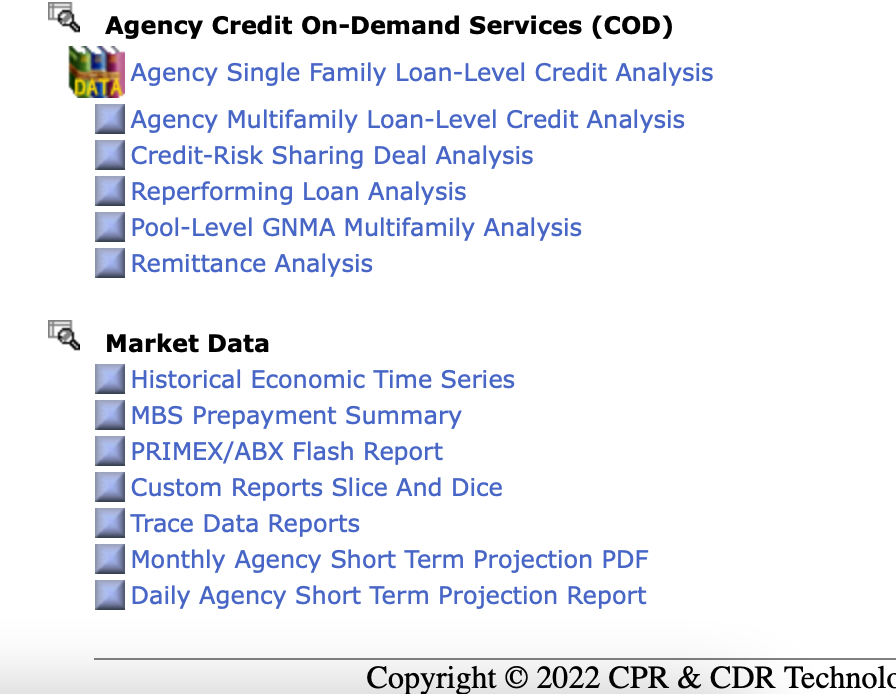 Agency Credit On-Demand Services (COD)
DATA
Agency Single Family Loan-Level Credit Analysis
Agency Multifamily Loan-Level Credit Analysis
Credit-Risk Sharing Deal Analysis
Reperforming Loan Analysis
Pool-Level GNMA Multifamily Analysis
Remittance Analysis
Market Data
Historical Economic Time Series
MBS Prepayment Summary
PRIMEX/ABX Flash Report
Custom Reports Slice And Dice
Trace Data Reports
Monthly Agency Short Term Projection PDF
Daily Agency Short Term Projection Report
Copyright © 2022 CPR & CDR